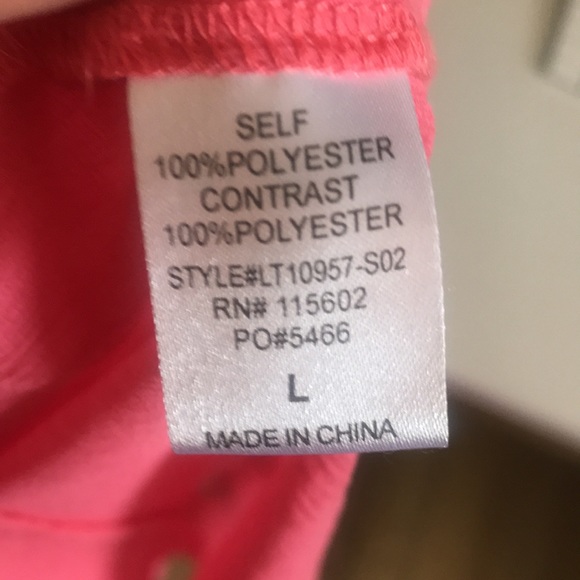 SELF
100%POLYESTER
CONTRAST
100%POLYESTER
STYLE#LT10957-S02
RN# 115602
PO#5466
L
MADE IN CHINA